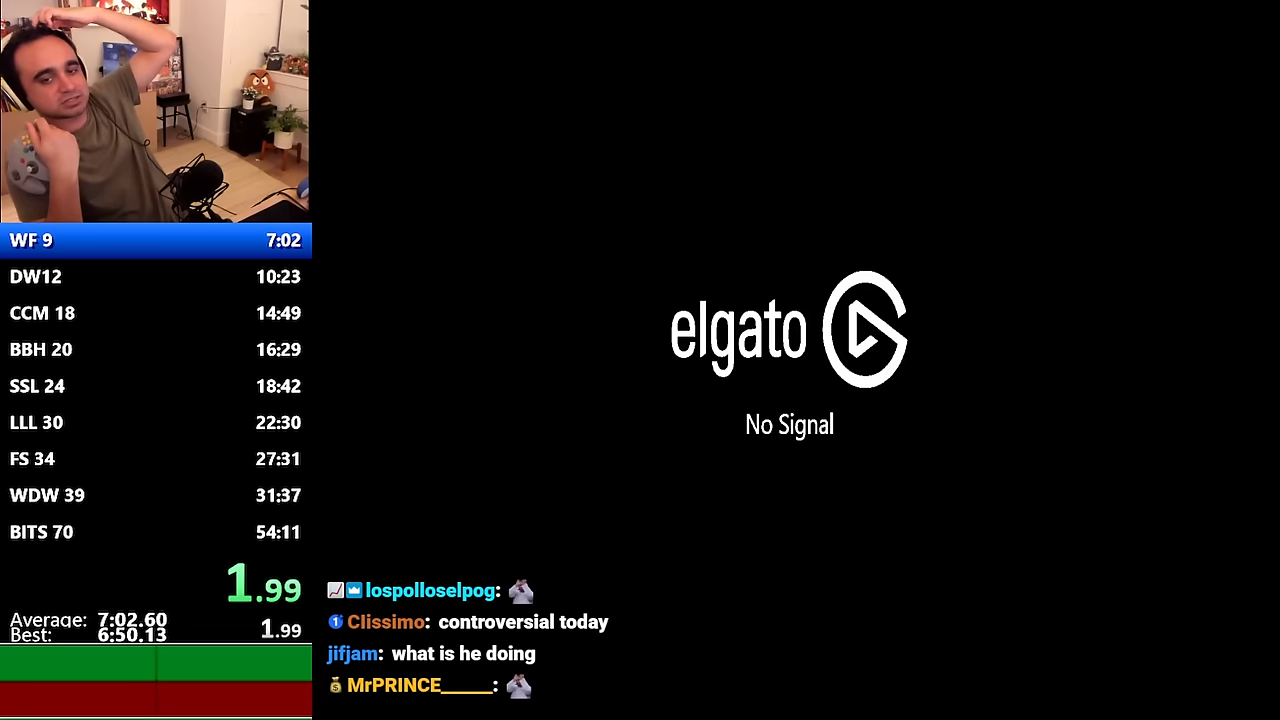 WF 9 7:02
DW12 10:23
CCM 18 14:49
BBH 20 16:29
SSL 24 18:42
LLL 30 22:30
FS 34 27:31
WDW 39 31:37
BITS 70 54:11
1.99
Average: 7:02.60
Best: 6:50.13 1.99
elgato
No Signal
lospolloselpog:
1 Clissimo: controversial today
jifjam: what is he doing
MrPRINCE_____: